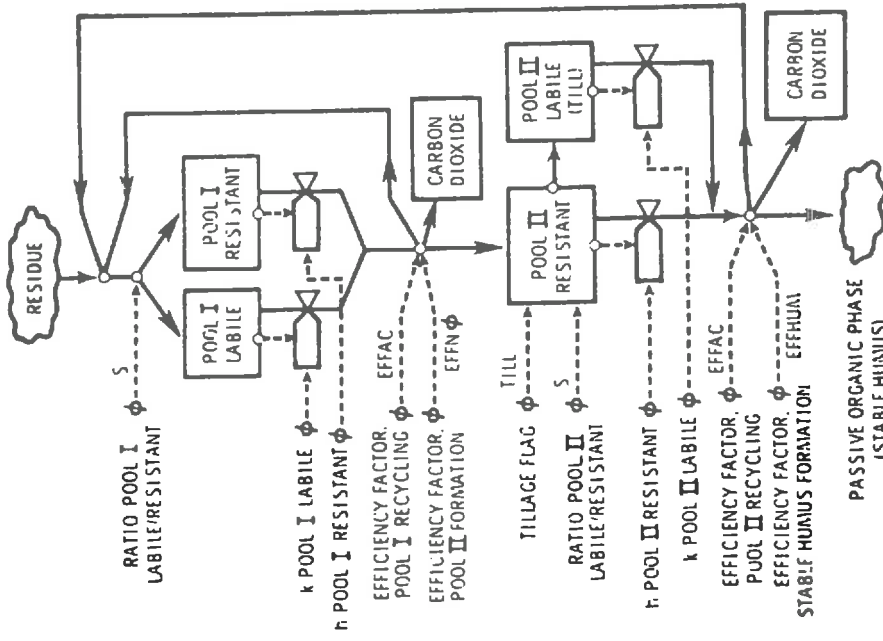 RESIDUE
S
RATIO POOL I
LABILE/RESISTANT
POOL I
LABILE
POOL I
RESISTANT
k POOL I LABILE
h POOL I RESISTANT
EFFICIENCY FACTOR,
POOL I RECYCLING
EFFAC
EFFICIENCY FACTOR,
POOL II FORMATION
EFFN
CARBON
DIOXIDE
TILLAGE FLAG
TILL
RATIO POOL II
LABILE/RESISTANT
S
POOL II
RESISTANT
POOL II
LABILE
(TILL)
h POOL II RESISTANT
k POOL II LABILE
EFFICIENCY FACTOR,
POOL II RECYCLING
EFFAC
EFFICIENCY FACTOR,
STABLE HUMUS FORMATION
EFFHUM
CARBON
DIOXIDE
PASSIVE ORGANIC PHASE
(STABLE HUMUS)